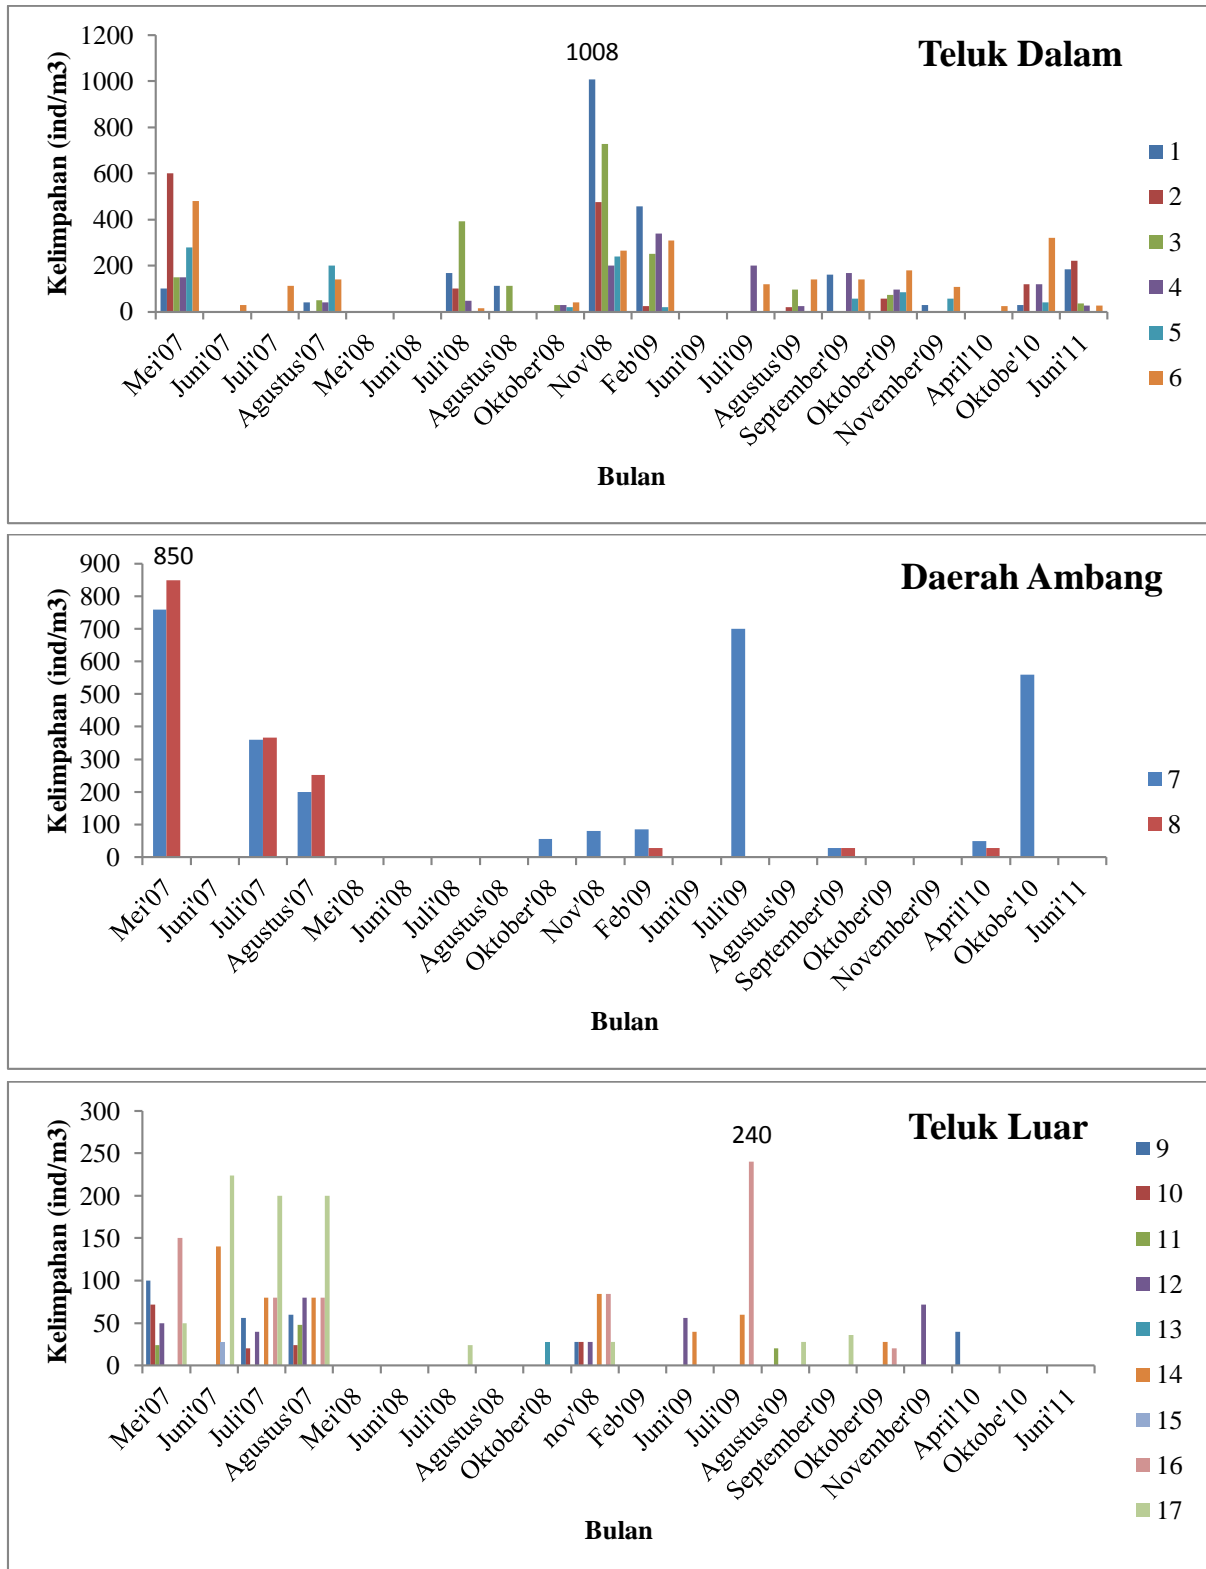 Teluk Dalam
1008
Kelimpahan (ind/m3)
1200
1000
800
600
400
200
0
Mei'07
Juni'07
Juli'07
Agustus'07
Mei'08
Juni'08
Juli'08
Agustus'08
Oktober'08
Nov'08
Feb'09
Juni'09
Juli'09
Agustus'09
September'09
Oktober'09
November'09
April'10
Oktobe'10
Juni'11
Bulan
1
2
3
4
5
6
Daerah Ambang
850
Kelimpahan (ind/m3)
900
800
700
600
500
400
300
200
100
0
Mei'07
Juni'07
Juli'07
Agustus'07
Mei'08
Juni'08
Juli'08
Agustus'08
Oktober'08
Nov'08
Feb'09
Juni'09
Juli'09
Agustus'09
September'09
Oktober'09
November'09
April'10
Oktobe'10
Juni'11
Bulan
7
8
Teluk Luar
240
Kelimpahan (ind/m3)
300
250
200
150
100
50
0
Mei'07
Juni'07
Juli'07
Agustus'07
Mei'08
Juni'08
Juli'08
Agustus'08
Oktober'08
nov'08
Feb'09
Juni'09
Juli'09
Agustus'09
September'09
Oktober'09
November'09
April'10
Oktobe'10
Juni'11
Bulan
9
10
11
12
13
14
15
16
17